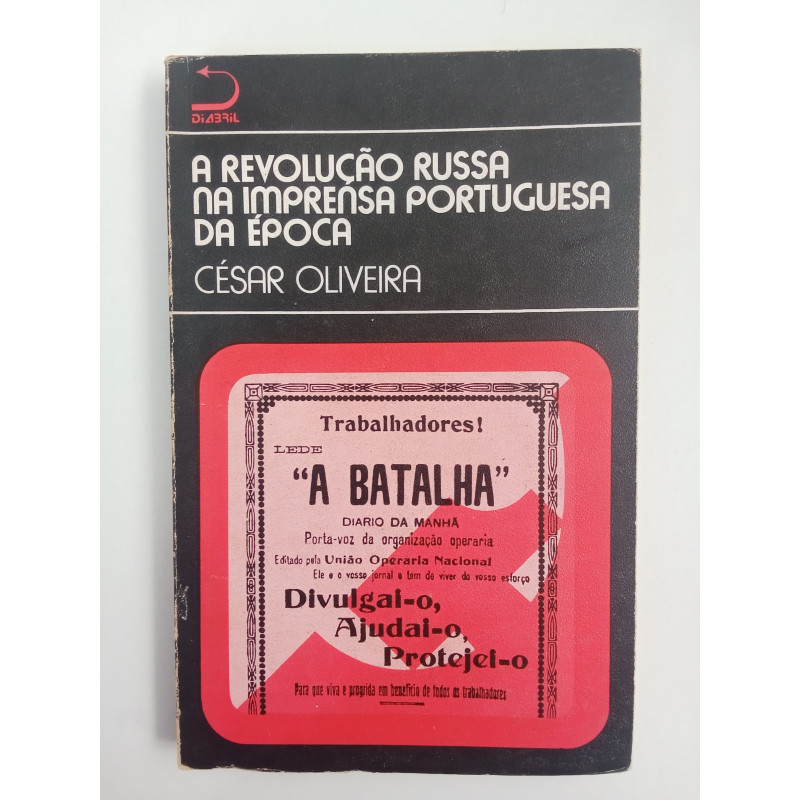 DIABRIL
A REVOLUÇÃO RUSSA
NA IMPRENSA PORTUGUESA
DA ÉPOCA
CÉSAR OLIVEIRA
Trabalhadores!
LEDE
"A BATALHA"
DIARIO DA MANHÃ
Porta-voz da organização operaria
Editado pela União Operaria Nacional
Ele e o vosso jornal e tem de viver do vosso esforço
Divulgai-o,
Ajudai-o,
Protejei-o
Para que viva e progrida em beneficio de todos os trabalhadores